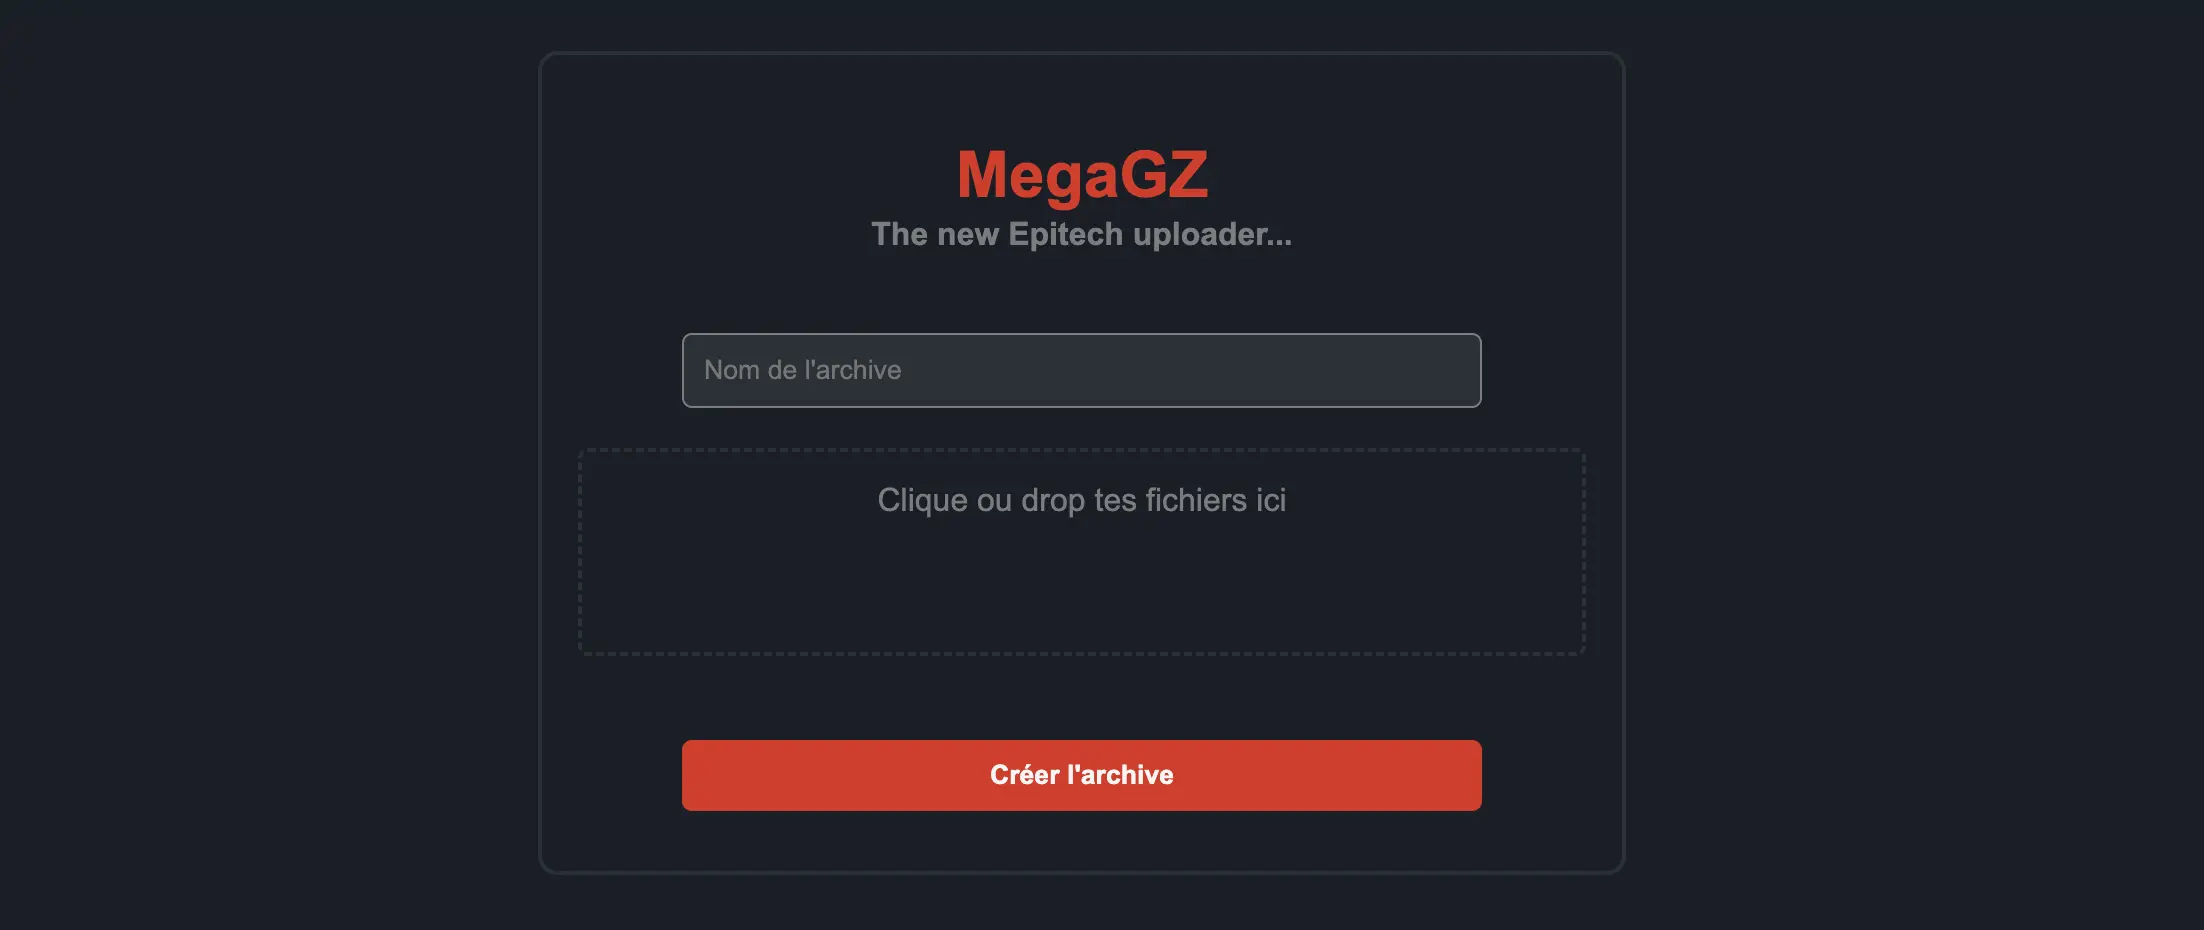 MegaGZ
The new Epitech uploader...
Nom de l'archive
Clique ou drop tes fichiers ici
Créer l'archive